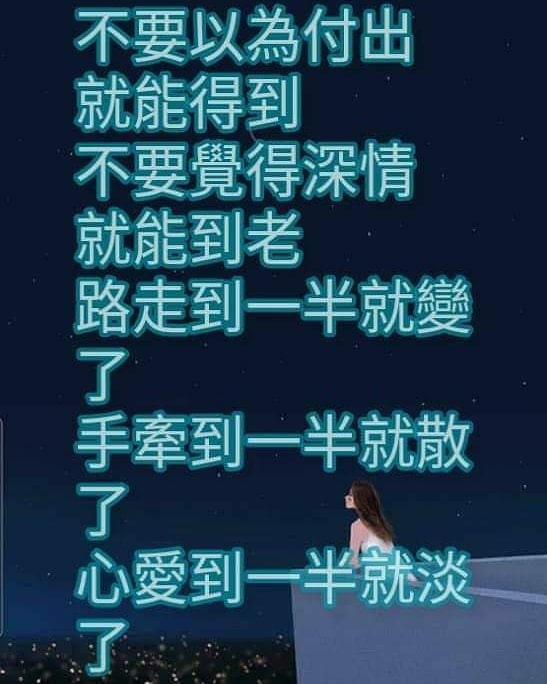 不要以為付出
就能得到
不要覺得深情
就能到老
路走到一半就變
了
手牽到一半就散
了
心愛到一半就淡
了